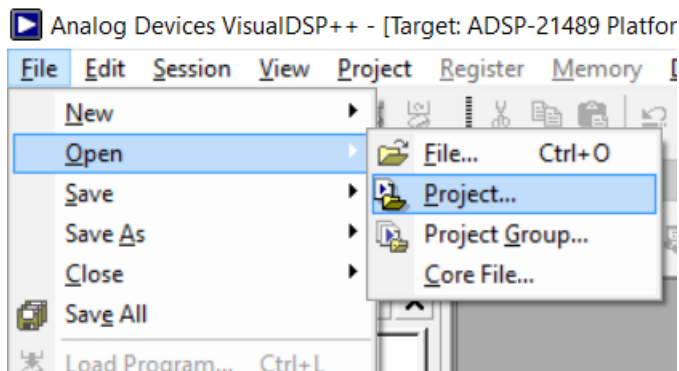 Analog Devices VisualDSP++ - [Target: ADSP-21489 Platfor
File Edit Session View Project Register Memory
New
Open
File... Ctrl+O
Save
Project...
Save As
Project Group...
Close
Core File...
Save All
Load Program... Ctrl+L